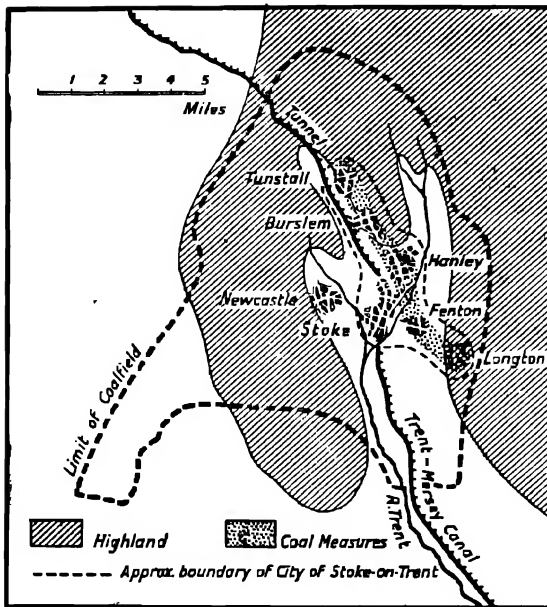 1 2 3 4 5
Miles
Tunnel
Tunstall
Burslem
Hanley
Newcastle
Fenton
Stoke
Longton
Limit of Coalfield
Trent-Mersey Canal
R.Trent
Highland
Coal Measures
Approx. boundary of City of Stoke-on-Trent